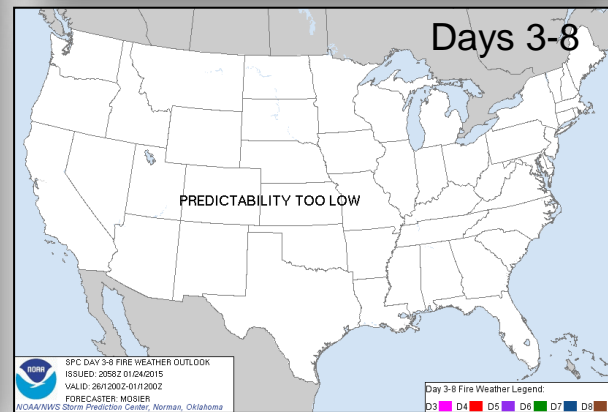 Days 3-8
PREDICTABILITY TOO LOW
NOAA
SPC DAY 3-8 FIRE WEATHER OUTLOOK
ISSUED: 2058Z 01/24/2015
VALID: 26/1200Z-01/1200Z
FORECASTER: MOSIER
NOAA/NWS Storm Prediction Center, Norman, Oklahoma
Day 3-8 Fire Weather Legend:
D3 D4 D5 D6 D7 D8